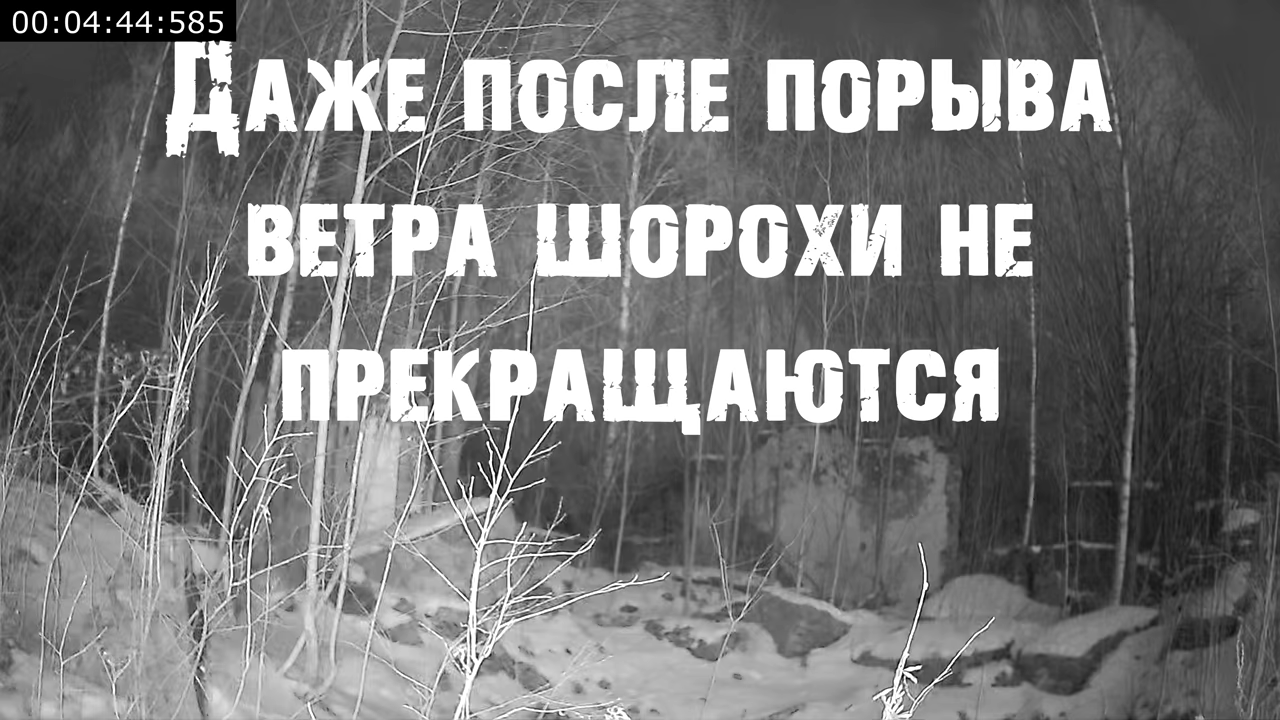 00:04:44:585
Даже после порыва
ветра шорохи не
прекращаются